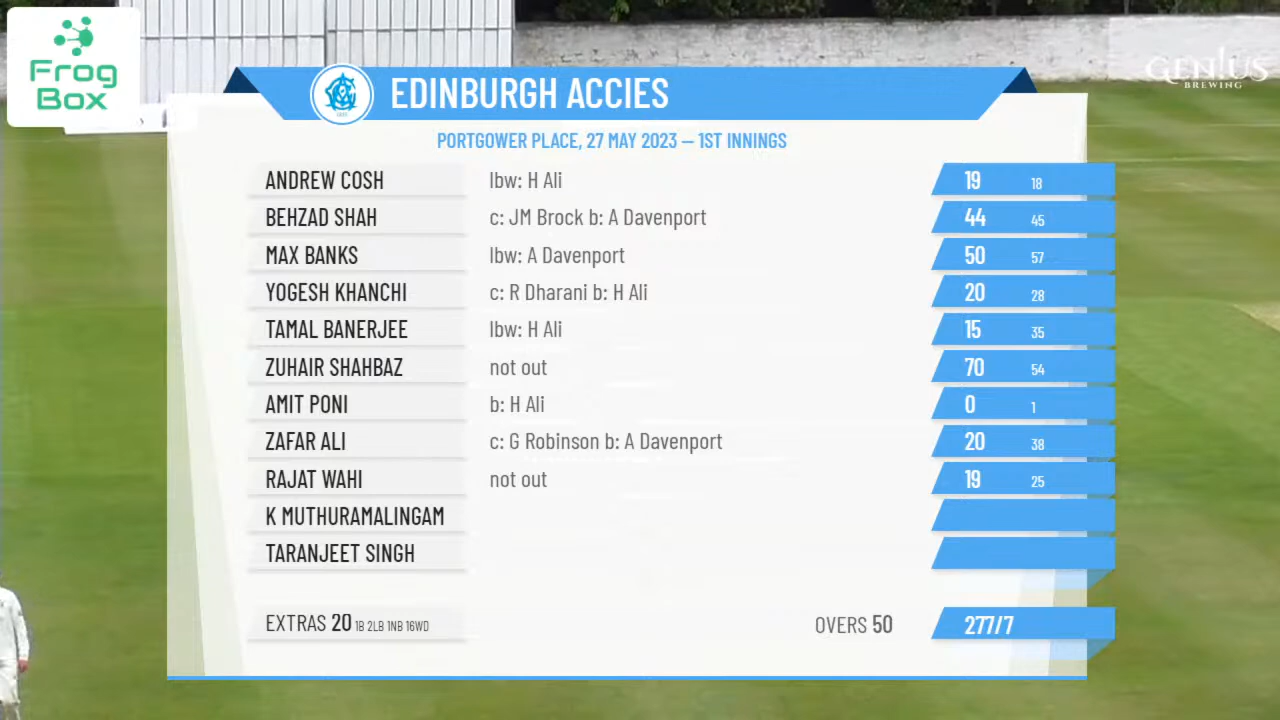 Frog
Box
GENIUS
BREWING
EDINBURGH ACCIES
PORTGOWER PLACE, 27 MAY 2023 – 1ST INNINGS
ANDREW COSH lbw: H Ali 19 18
BEHZAD SHAH c: JM Brock b: A Davenport 44 45
MAX BANKS lbw: A Davenport 50 57
YOGESH KHANCHI c: R Dharani b: H Ali 20 28
TAMAL BANERJEE lbw: H Ali 15 35
ZUHAIR SHAHBAZ not out 70 54
AMIT PONI b: H Ali 0 1
ZAFAR ALI c: G Robinson b: A Davenport 20 38
RAJAT WAHI not out 19 25
K MUTHURAMALINGAM
TARANJEET SINGH
EXTRAS 20 1B 2LB 1NB 16WD OVERS 50 277/7